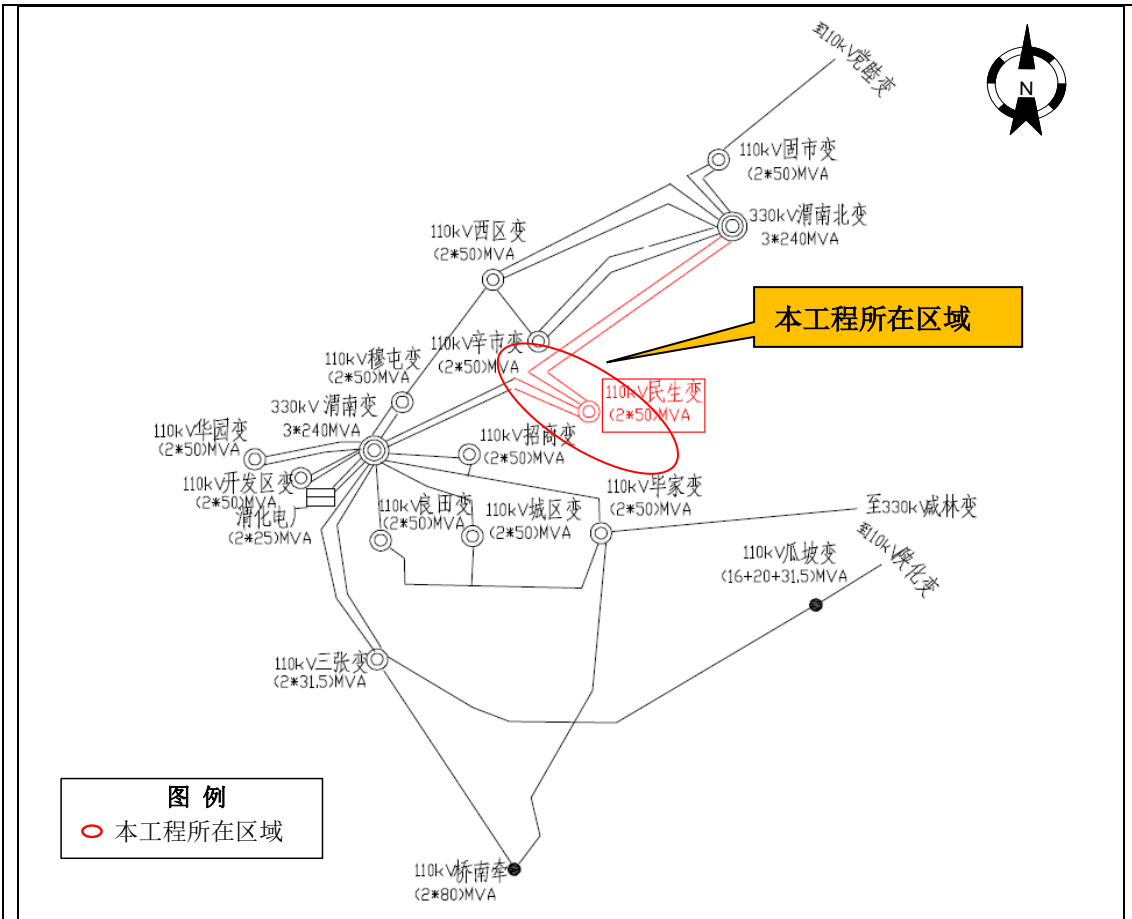 至110kV党睦变
N
110kV固市变
(2*50)MVA
330kV渭南北变
3*240MVA
110kV西区变
(2*50)MVA
本工程所在区域
110kV辛市变
(2*50)MVA
110kV穆屯变
(2*50)MVA
110kV民生变
(2*50)MVA
330kV渭南变
3*240MVA
110kV华园变
(2*50)MVA
110kV招商变
(2*50)MVA
110kV开发区变
(2*50)MVA
渭化电厂
(2*25)MVA
110kV良田变
(2*50)MVA
110kV城区变
(2*50)MVA
110kV毕家变
(2*50)MVA
至330kV咸林变
至110kV陕化变
110kV瓜坡变
(16+20+31.5)MVA
110kV三张变
(2*31.5)MVA
图 例
本工程所在区域
110kV桥南牵
(2*80)MVA